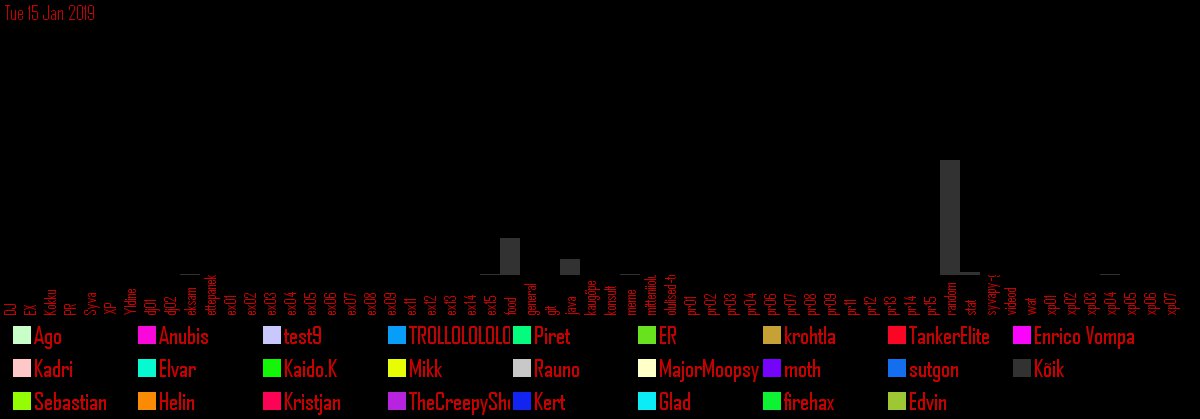 Tue 15 Jan 2019
DJ EX Kokku PR Syva XP Yldine dj01 dj02 eksam ettepanek ex01 ex02 ex03 ex04 ex05 ex06 ex07 ex08 ex09 ex11 ex12 ex13 ex14 ex15 food general git java kaugõpe konsult meme pr01 pr02 pr03 pr04 pr06 pr07 pr08 pr09 pr11 pr12 pr13 pr14 pr15 random stat videod waf xp01 xp02 xp03 xp04 xp05 xp06 xp07
Ago Anubis test9 TROLLOLOLOLO Piret ER krohtla TankerElite Enrico Vompa
Kadri Elvar Kaido.K Mikk Rauno MajorMoopsy moth sutgon Kõik
Sebastian Helin Kristjan TheCreepySh Kert Glad firehax Edvin